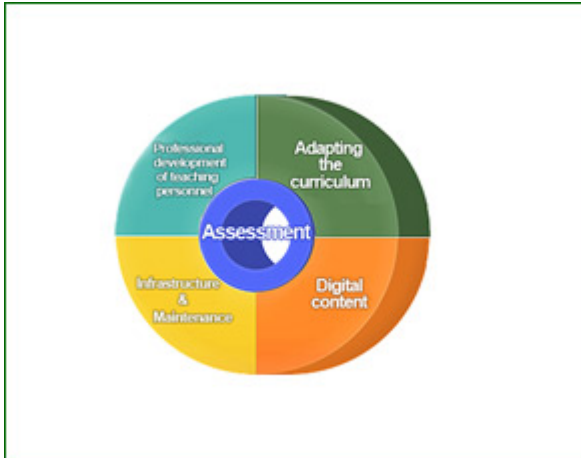 Professional
development
of teaching
personnel
Adapting
the
curriculum
Assessment
Infrastructure
&
Maintenance
Digital
content